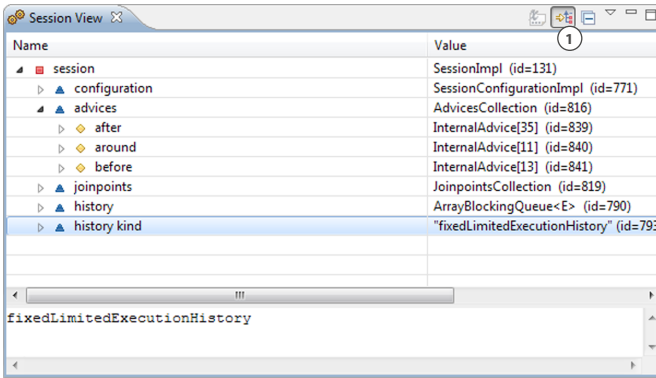 Session View
1
Name Value
session SessionImpl (id=131)
configuration SessionConfigurationImpl (id=771)
advices AdvicesCollection (id=816)
after InternalAdvice[35] (id=839)
around InternalAdvice[11] (id=840)
before InternalAdvice[13] (id=841)
joinpoints JoinpointsCollection (id=819)
history ArrayBlockingQueue<E> (id=790)
history kind "fixedLimitedExecutionHistory" (id=793
fixedLimitedExecutionHistory